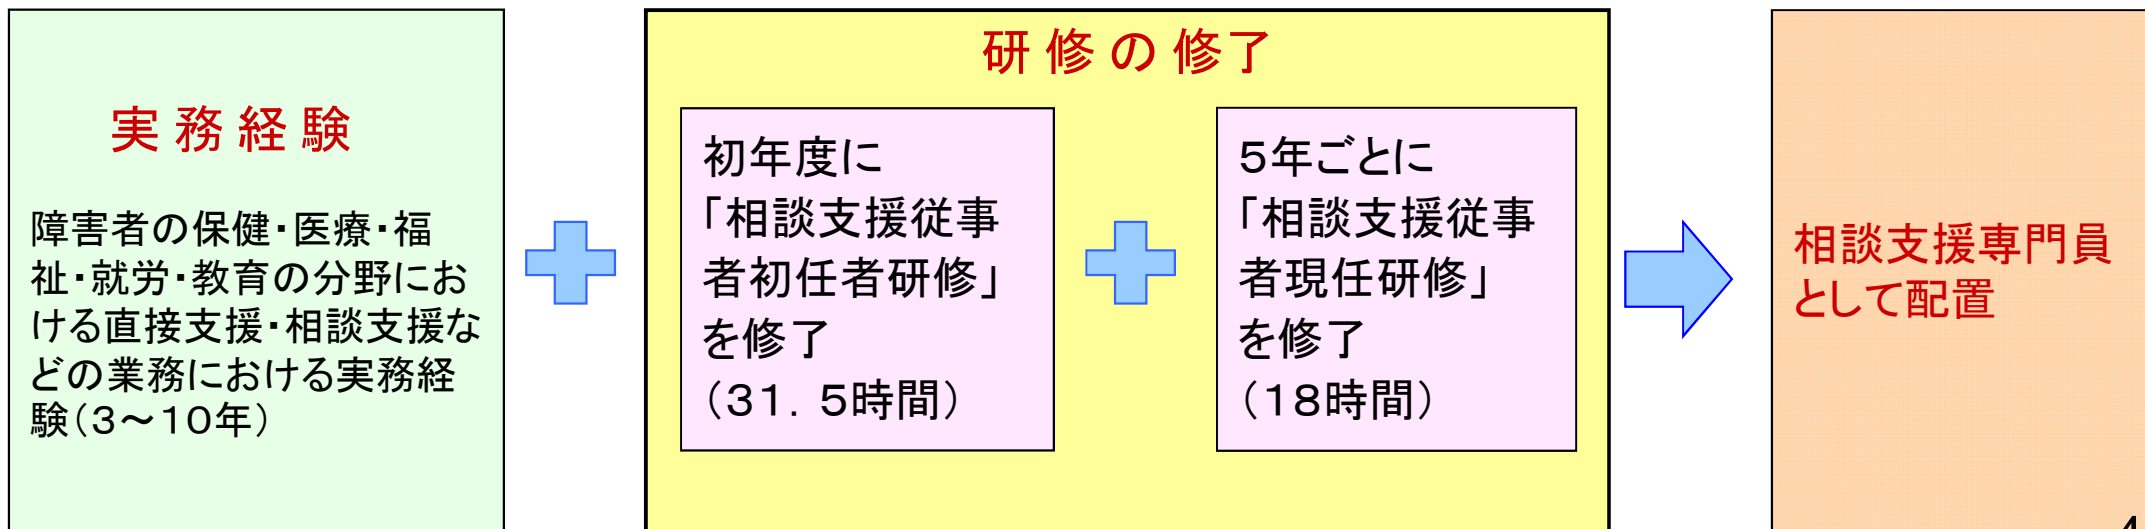 実務経験
障害者の保健・医療・福
祉・就労・教育の分野にお
ける直接支援・相談支援な
どの業務における実務経
験(3～10年)
研修の修了
初年度に
「相談支援従事
者初任者研修」
を修了
(31.5時間)
5年ごとに
「相談支援従事
者現任研修」
を修了
(18時間)
相談支援専門員
として配置
4